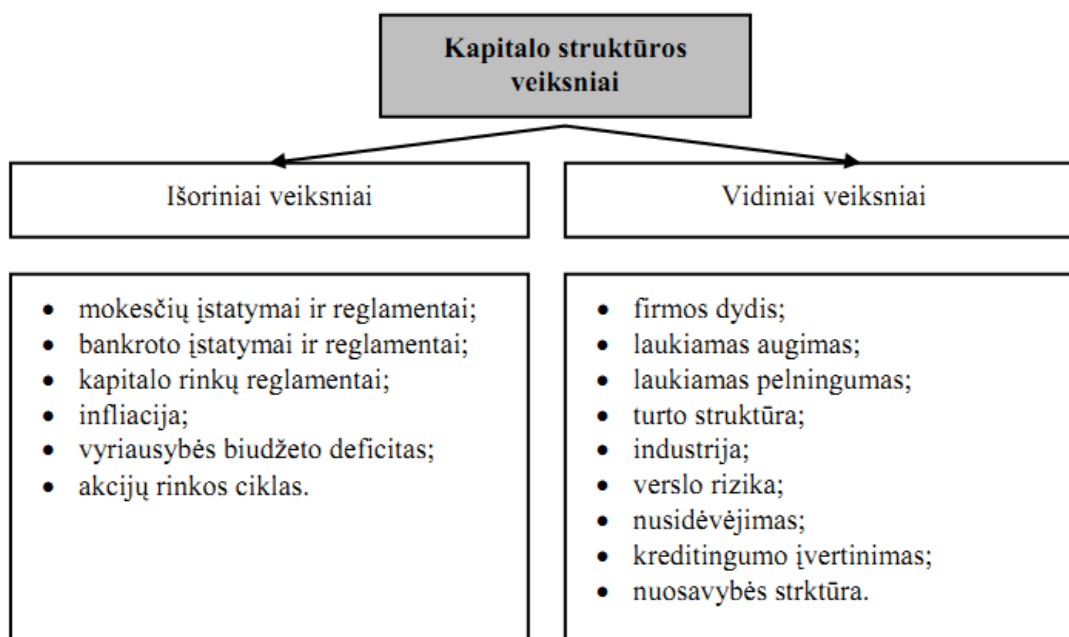 Kapitalo struktūros
veiksniai
Išoriniai veiksniai
Vidiniai veiksniai
• mokesčių įstatymai ir reglamentai;
• bankroto įstatymai ir reglamentai;
• kapitalo rinkų reglamentai;
• infliacija;
• vyriausybės biudžeto deficitas;
• akcijų rinkos ciklas.
• firmos dydis;
• laukiamas augimas;
• laukiamas pelningumas;
• turto struktūra;
• industrija;
• verslo rizika;
• nusidėvėjimas;
• kreditingumo įvertinimas;
• nuosavybės strktūra.